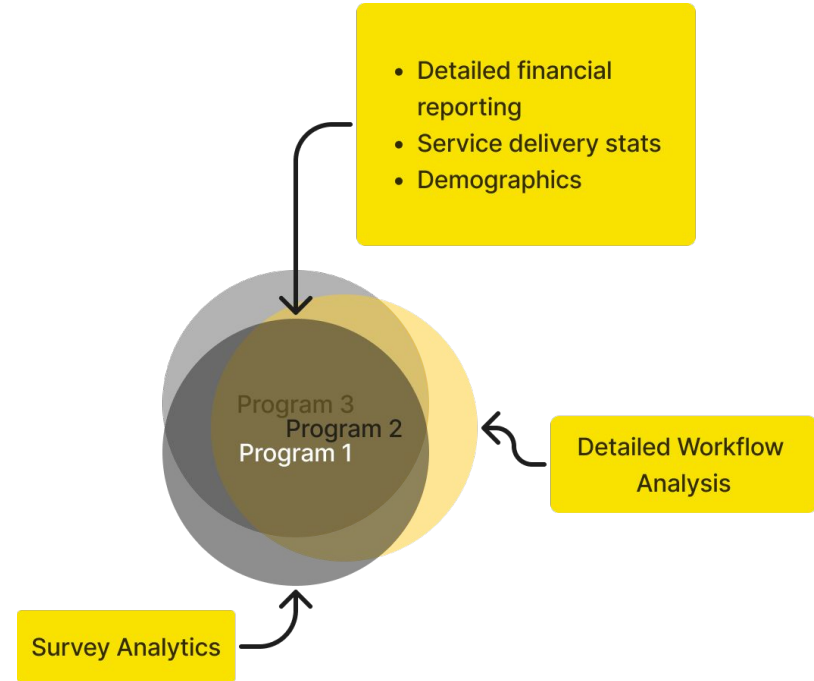 • Detailed financial
reporting
• Service delivery stats
• Demographics
Program 3
Program 2
Program 1
Detailed Workflow
Analysis
Survey Analytics